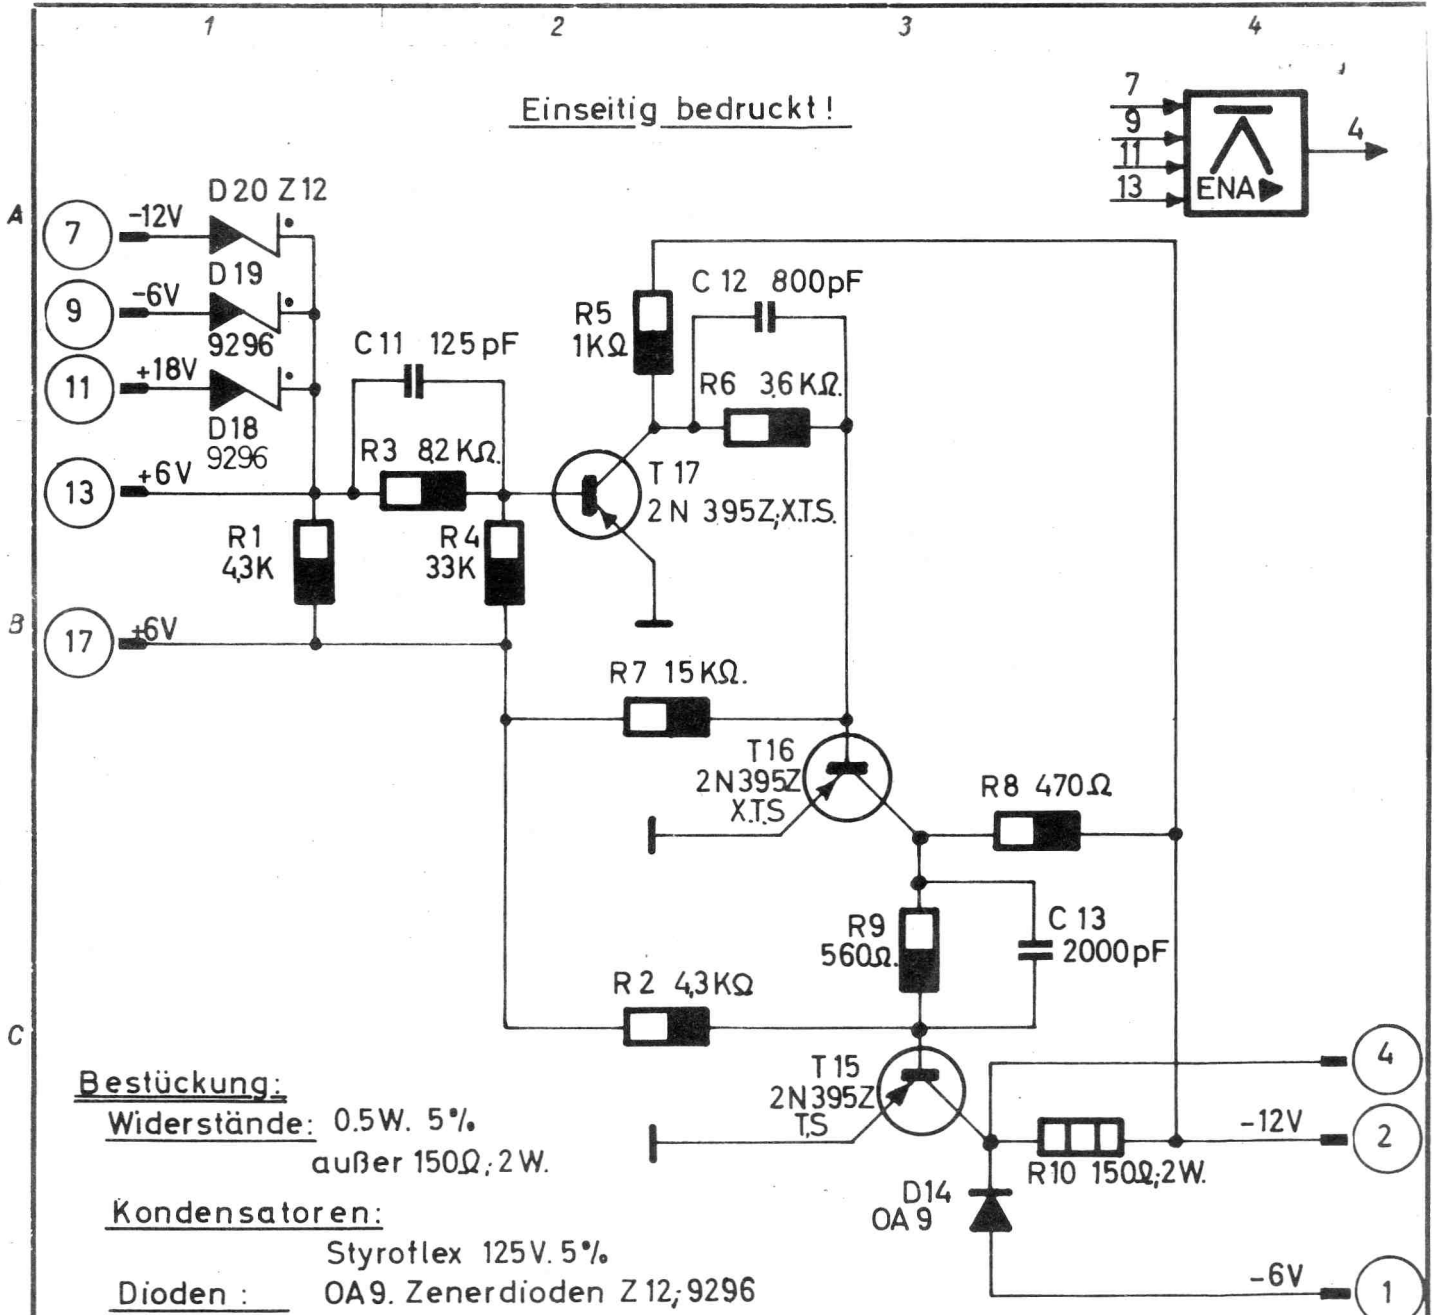 1 2 3 4
Einseitig bedruckt!
7
9
11
13
4
ENA
A
D20 Z12
7 -12V
D19
9 -6V
9296
11 +18V
D18
9296
13 +6V
C11 125pF
R3 8,2KΩ.
R1
4,3K
R4
33K
R5
1KΩ
C12 800pF
R6 3,6KΩ.
T17
2N 395Z;X.T.S.
B
17 +6V
R7 15KΩ.
T16
2N395Z
X.T.S
R8 470Ω
R9
560Ω.
C13
2000pF
R2 4,3KΩ
C
T15
2N395Z
T.S
4
-12V 2
R10 150Ω;2W.
D14
OA9
-6V 1
Bestückung:
Widerstände: 0.5W. 5%
außer 150Ω; 2W.
Kondensatoren:
Styroflex 125V. 5%
Dioden : OA9. Zenerdioden Z12; 9296